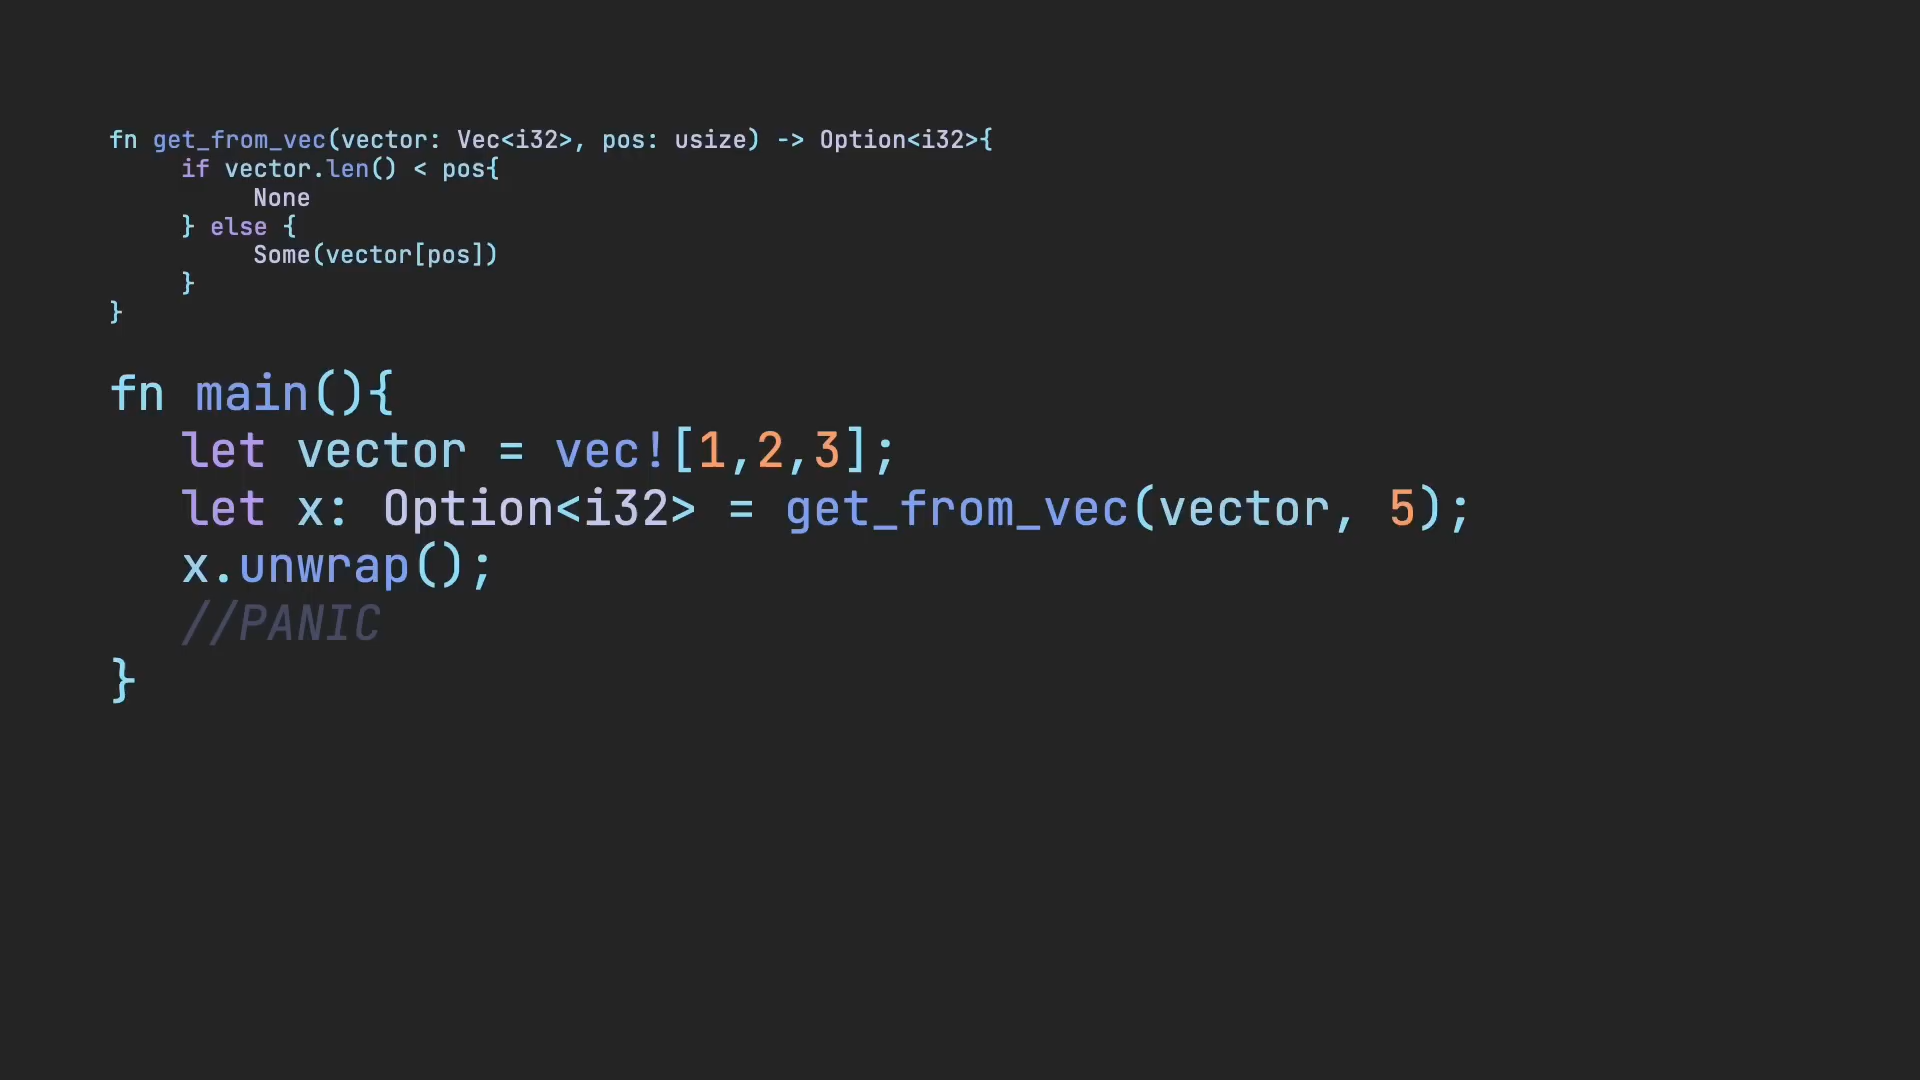 fn get_from_vec(vector: Vec<i32>, pos: usize) -> Option<i32>{
if vector.len() < pos{
None
} else {
Some(vector[pos])
}
}
fn main(){
let vector = vec![1,2,3];
let x: Option<i32> = get_from_vec(vector, 5);
x.unwrap();
//PANIC
}